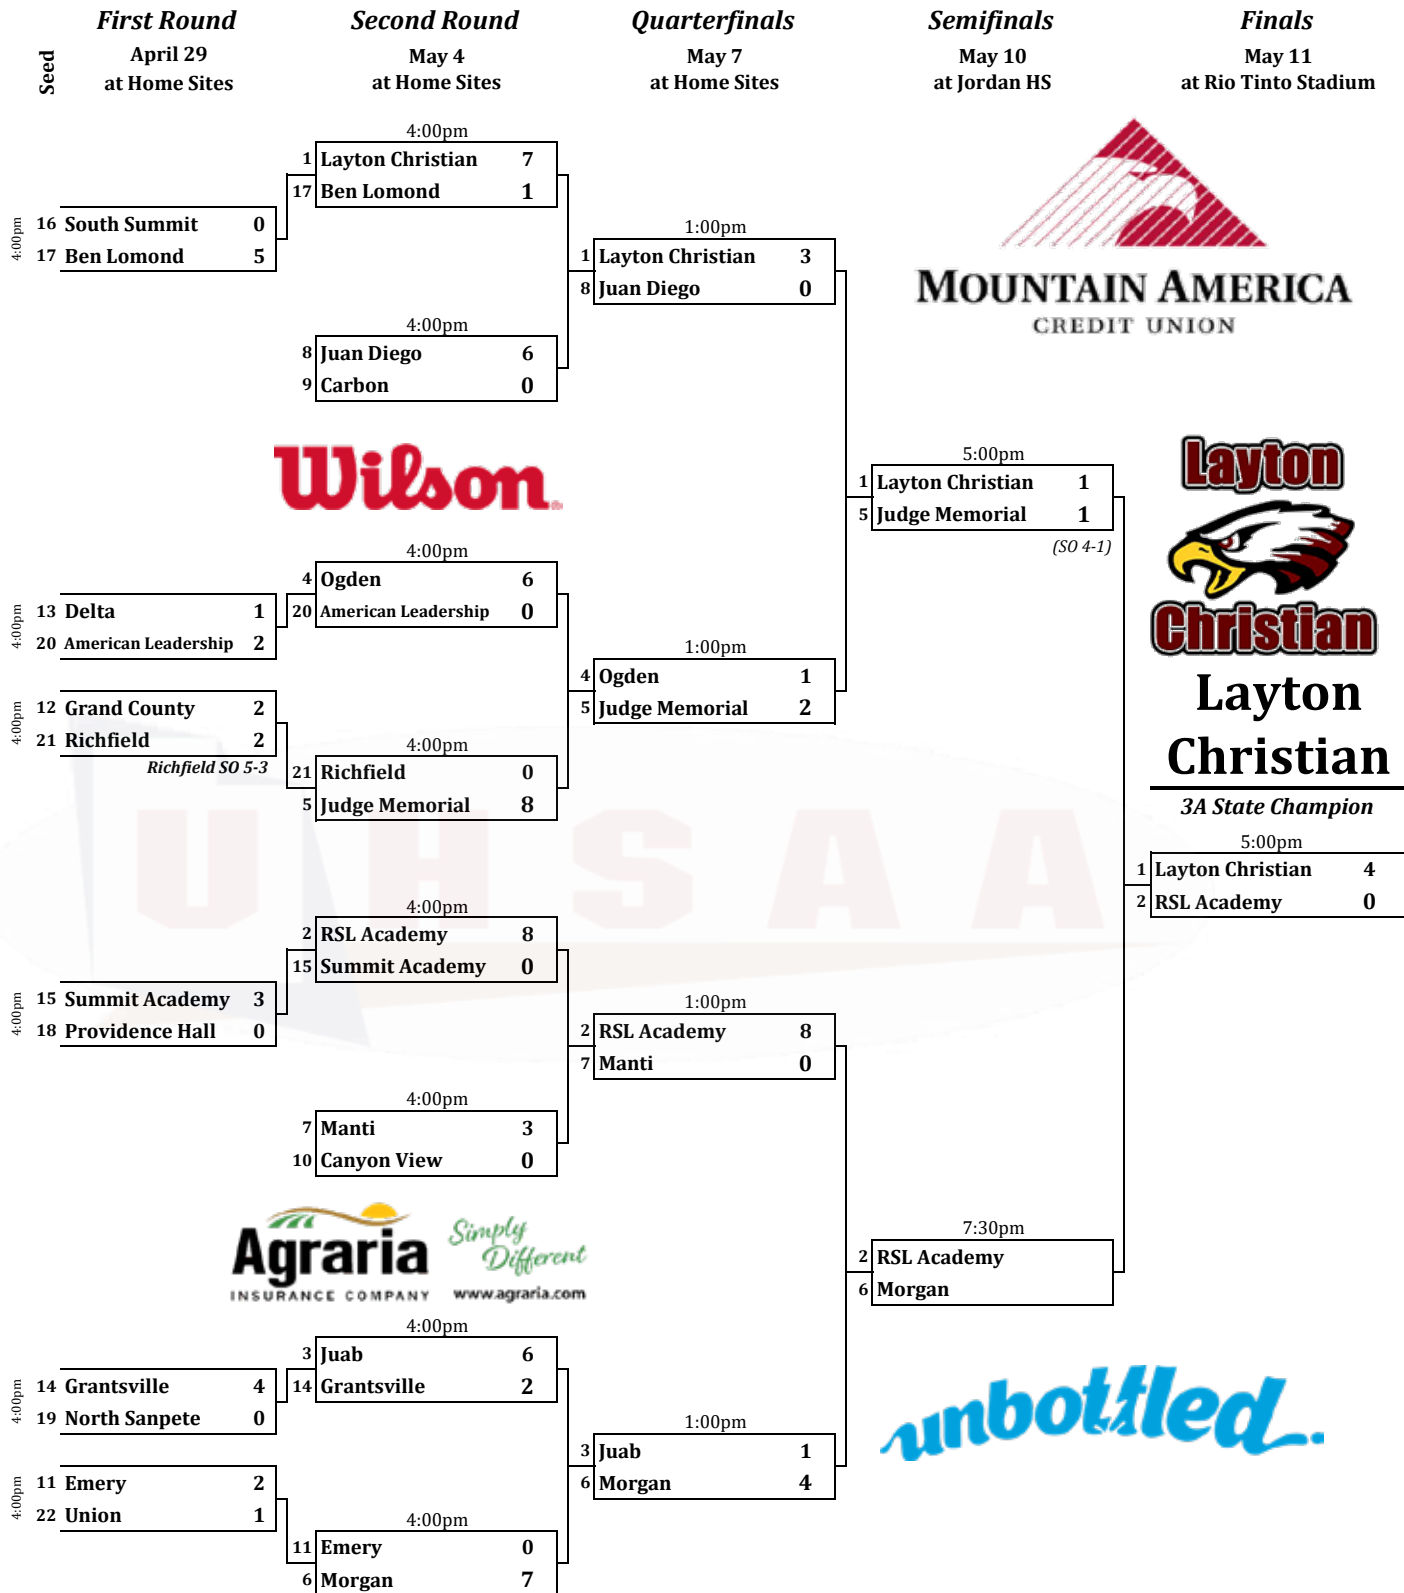 First Round
Second Round
Quarterfinals
Semifinals
Finals
Seed
April 29
at Home Sites
May 4
at Home Sites
May 7
at Home Sites
May 10
at Jordan HS
May 11
at Rio Tinto Stadium
4:00pm
16 South Summit 0
17 Ben Lomond 5
4:00pm
13 Delta 1
20 American Leadership 2
4:00pm
12 Grand County 2
21 Richfield 2
Richfield SO 5-3
4:00pm
15 Summit Academy 3
18 Providence Hall 0
4:00pm
14 Grantsville 4
19 North Sanpete 0
4:00pm
11 Emery 2
22 Union 1
4:00pm
1 Layton Christian 7
17 Ben Lomond 1
4:00pm
8 Juan Diego 6
9 Carbon 0
Wilson
4:00pm
4 Ogden 6
20 American Leadership 0
4:00pm
21 Richfield 0
5 Judge Memorial 8
4:00pm
2 RSL Academy 8
15 Summit Academy 0
4:00pm
7 Manti 3
10 Canyon View 0
Agraria
INSURANCE COMPANY
Simply
Different
www.agraria.com
4:00pm
3 Juab 6
14 Grantsville 2
4:00pm
11 Emery 0
6 Morgan 7
1:00pm
1 Layton Christian 3
8 Juan Diego 0
1:00pm
4 Ogden 1
5 Judge Memorial 2
1:00pm
2 RSL Academy 8
7 Manti 0
1:00pm
3 Juab 1
6 Morgan 4
MOUNTAIN AMERICA
CREDIT UNION
5:00pm
1 Layton Christian 1
5 Judge Memorial 1
(SO 4-1)
7:30pm
2 RSL Academy
6 Morgan
unbottled.
Layton
Christian
Layton
Christian
3A State Champion
5:00pm
1 Layton Christian 4
2 RSL Academy 0
UHSAA